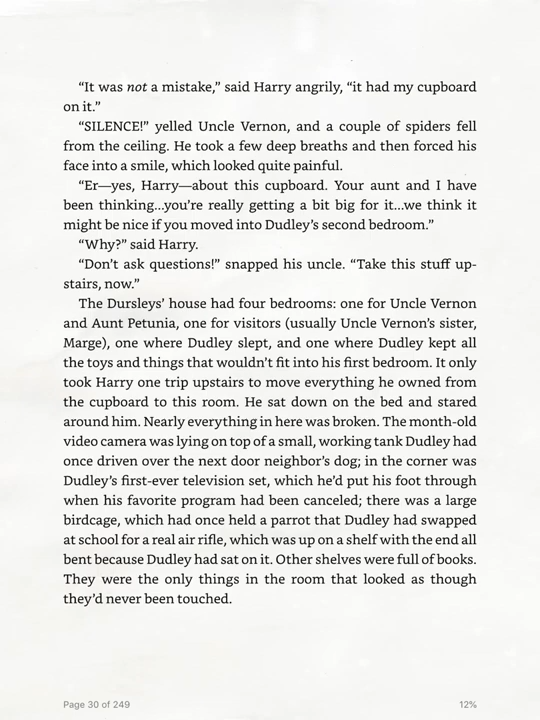 “It was not a mistake,” said Harry angrily, “it had my cupboard
on it.”
“SILENCE!” yelled Uncle Vernon, and a couple of spiders fell
from the ceiling. He took a few deep breaths and then forced his
face into a smile, which looked quite painful.
“Er—yes, Harry—about this cupboard. Your aunt and I have
been thinking...you’re really getting a bit big for it...we think it
might be nice if you moved into Dudley’s second bedroom.”
“Why?” said Harry.
“Don’t ask questions!” snapped his uncle. “Take this stuff up-
stairs, now.”
The Dursleys’ house had four bedrooms: one for Uncle Vernon
and Aunt Petunia, one for visitors (usually Uncle Vernon’s sister,
Marge), one where Dudley slept, and one where Dudley kept all
the toys and things that wouldn’t fit into his first bedroom. It only
took Harry one trip upstairs to move everything he owned from
the cupboard to this room. He sat down on the bed and stared
around him. Nearly everything in here was broken. The month-old
video camera was lying on top of a small, working tank Dudley had
once driven over the next door neighbor’s dog; in the corner was
Dudley’s first-ever television set, which he’d put his foot through
when his favorite program had been canceled; there was a large
birdcage, which had once held a parrot that Dudley had swapped
at school for a real air rifle, which was up on a shelf with the end all
bent because Dudley had sat on it. Other shelves were full of books.
They were the only things in the room that looked as though
they’d never been touched.
Page 30 of 249
12%